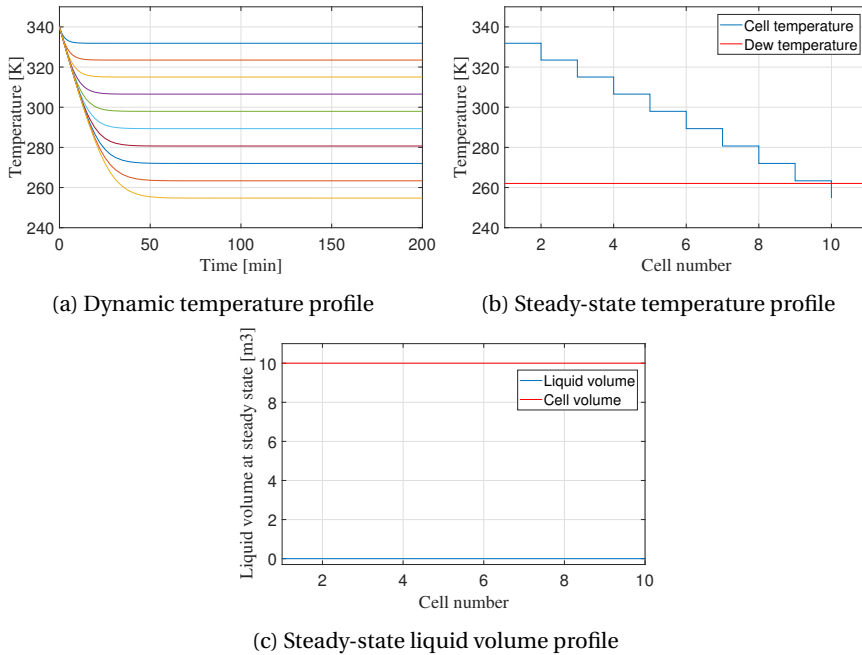 Temperature [K]
340
320
300
280
260
240
0
50
100
150
200
Time [min]
(a) Dynamic temperature profile
Temperature [K]
340
320
300
280
260
240
2
4
6
8
10
Cell number
Cell temperature
Dew temperature
(b) Steady-state temperature profile
Liquid volume at steady state [m3]
10
8
6
4
2
0
2
4
6
8
10
Cell number
Liquid volume
Cell volume
(c) Steady-state liquid volume profile